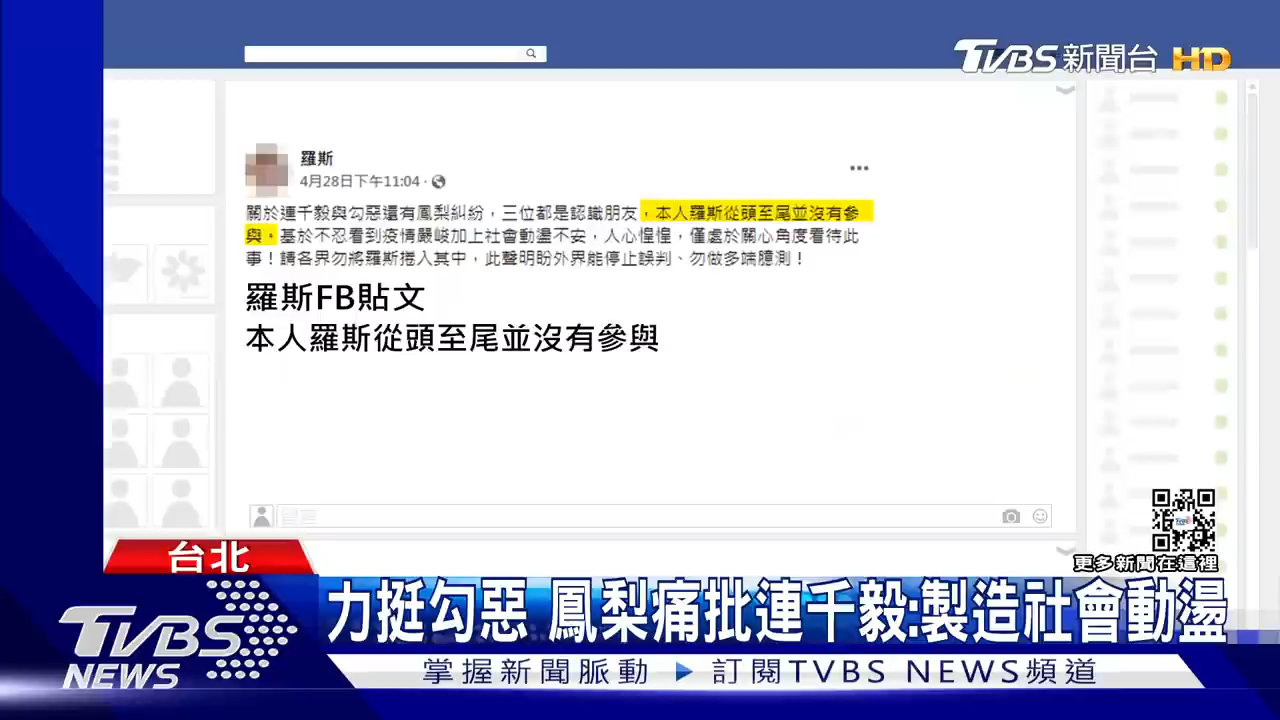 TVBS新聞台 HD
羅斯
4月28日下午11:04 ·
關於連千毅與勾惡還有鳳梨糾紛，三位都是認識朋友，本人羅斯從頭至尾並沒有參
與。基於不忍看到疫情嚴峻加上社會動盪不安，人心惶惶，僅處於關心角度看待此
事！請各界勿將羅斯捲入其中，此聲明盼外界能停止誤判、勿做多端臆測！
羅斯FB貼文
本人羅斯從頭至尾並沒有參與
更多新聞在這裡
台北
力挺勾惡 鳳梨痛批連千毅:製造社會動盪
TVBS
NEWS
掌握新聞脈動 ▶ 訂閱TVBS NEWS頻道